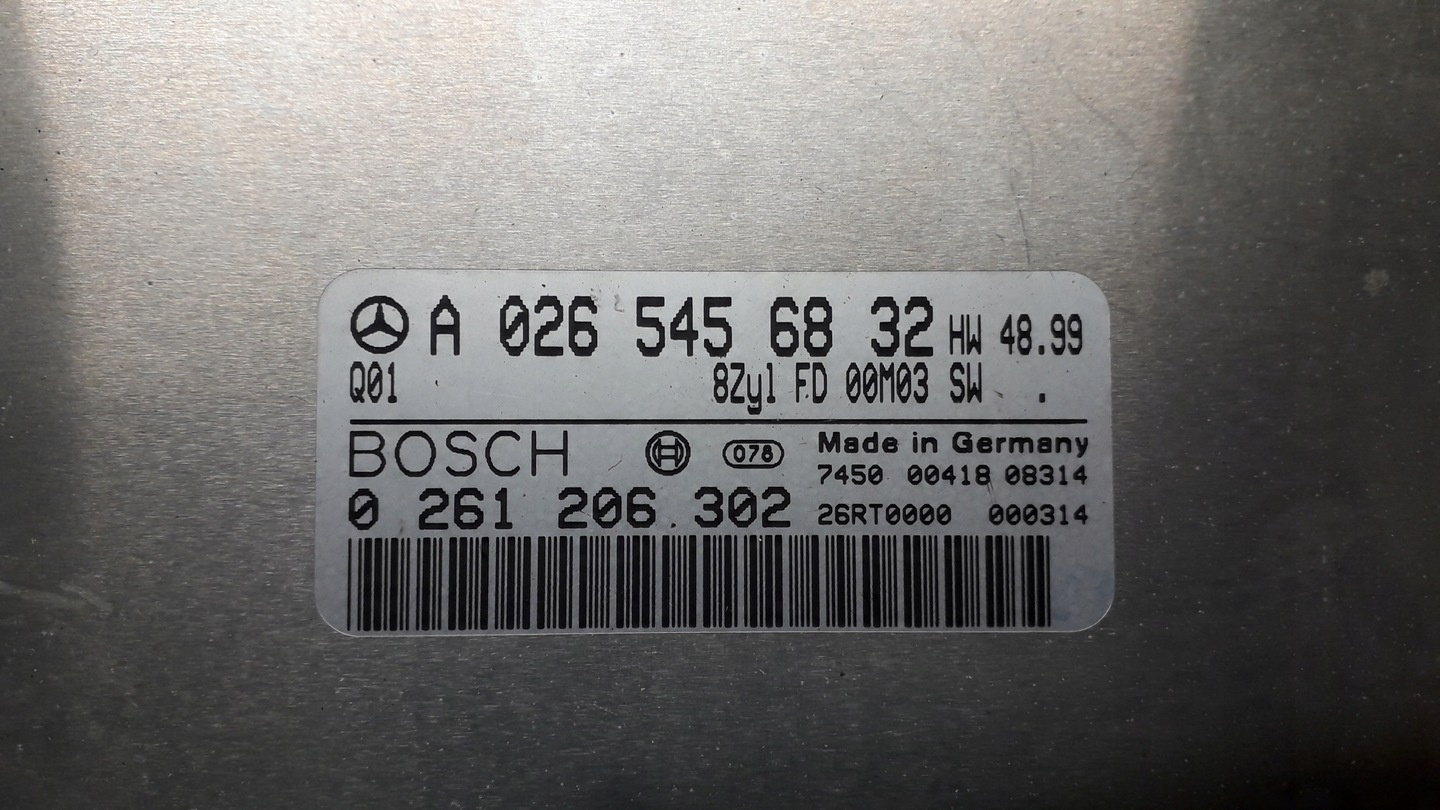 A 026 545 68 32 HW 48.99
Q01 8Zyl FD 00M03 SW .
BOSCH 078 Made in Germany
7450 00418 08314
0 261 206.302 26RT0000 000314